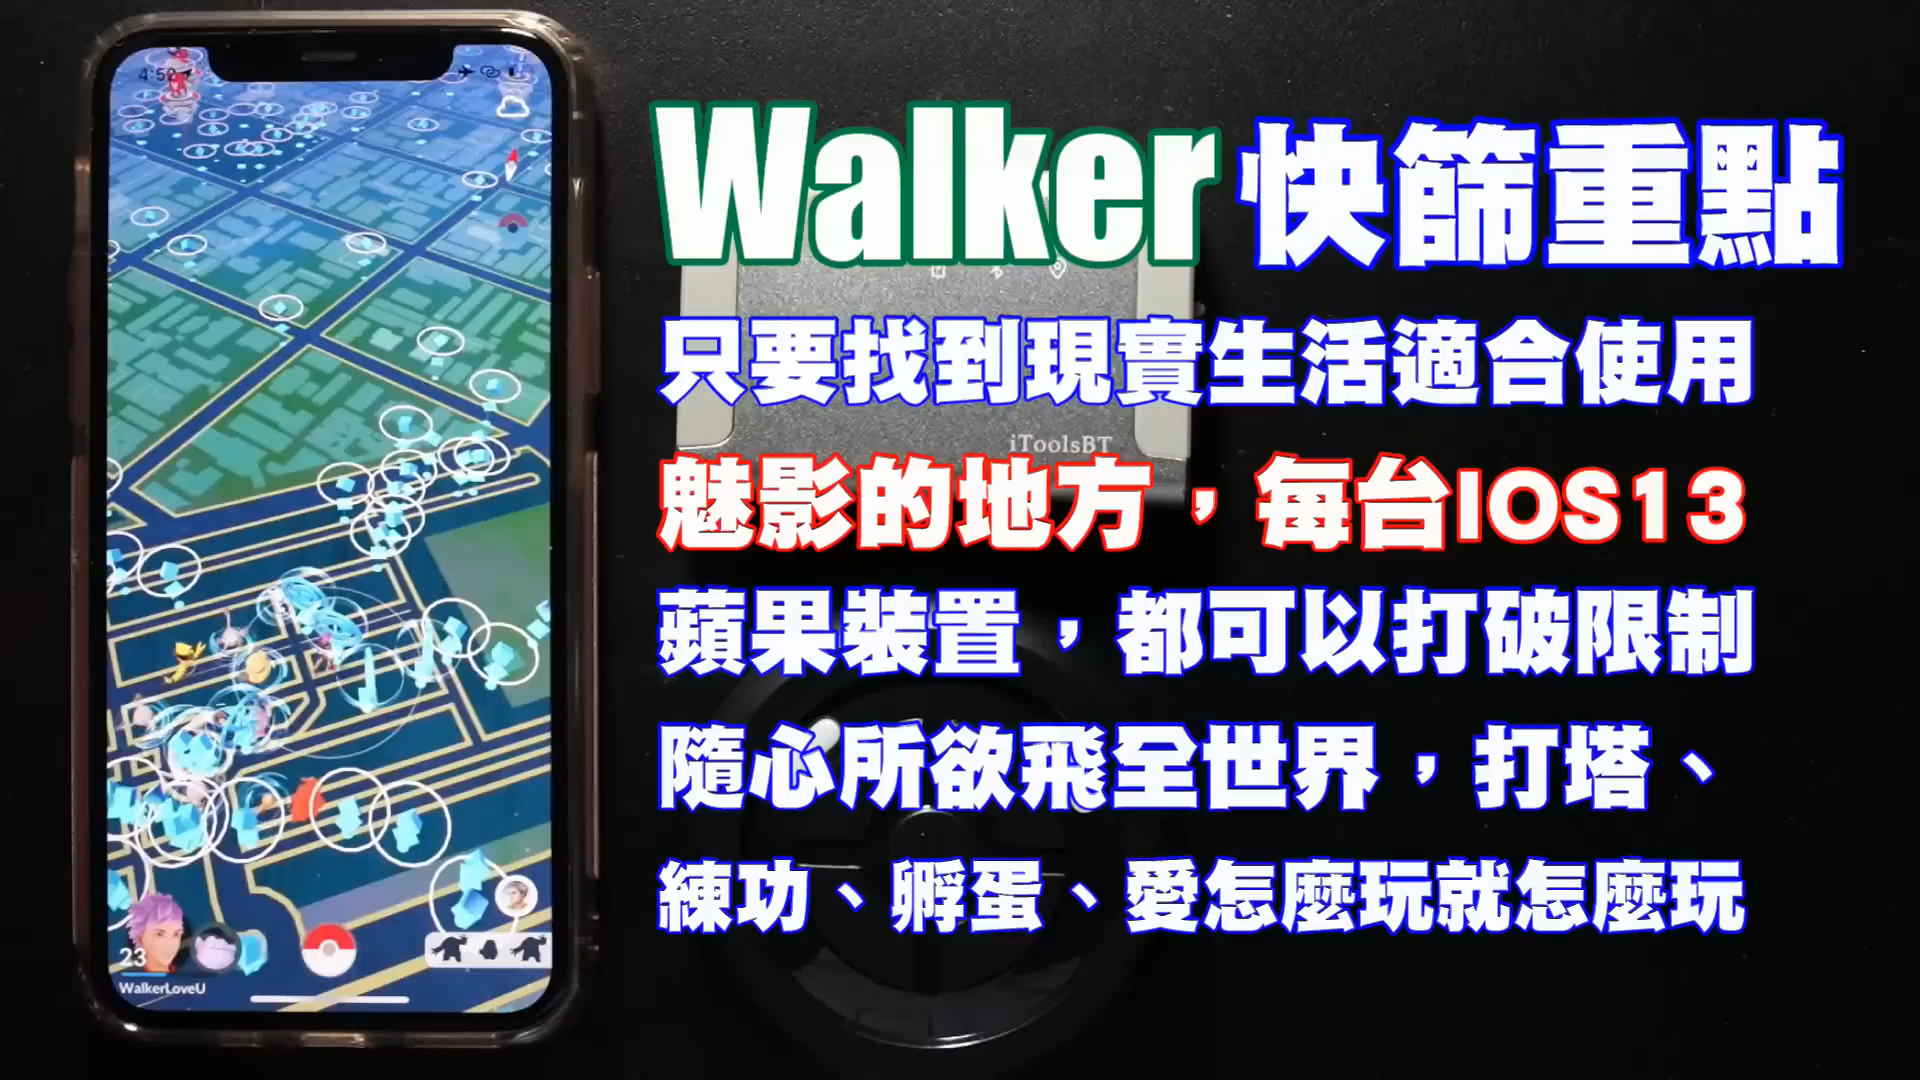 4:50
Walker快篩重點
只要找到現實生活適合使用
iToolsBT
魅影的地方，每台IOS13
蘋果裝置，都可以打破限制
隨心所欲飛全世界，打塔、
練功、孵蛋、愛怎麼玩就怎麼玩
23
WalkerLoveU